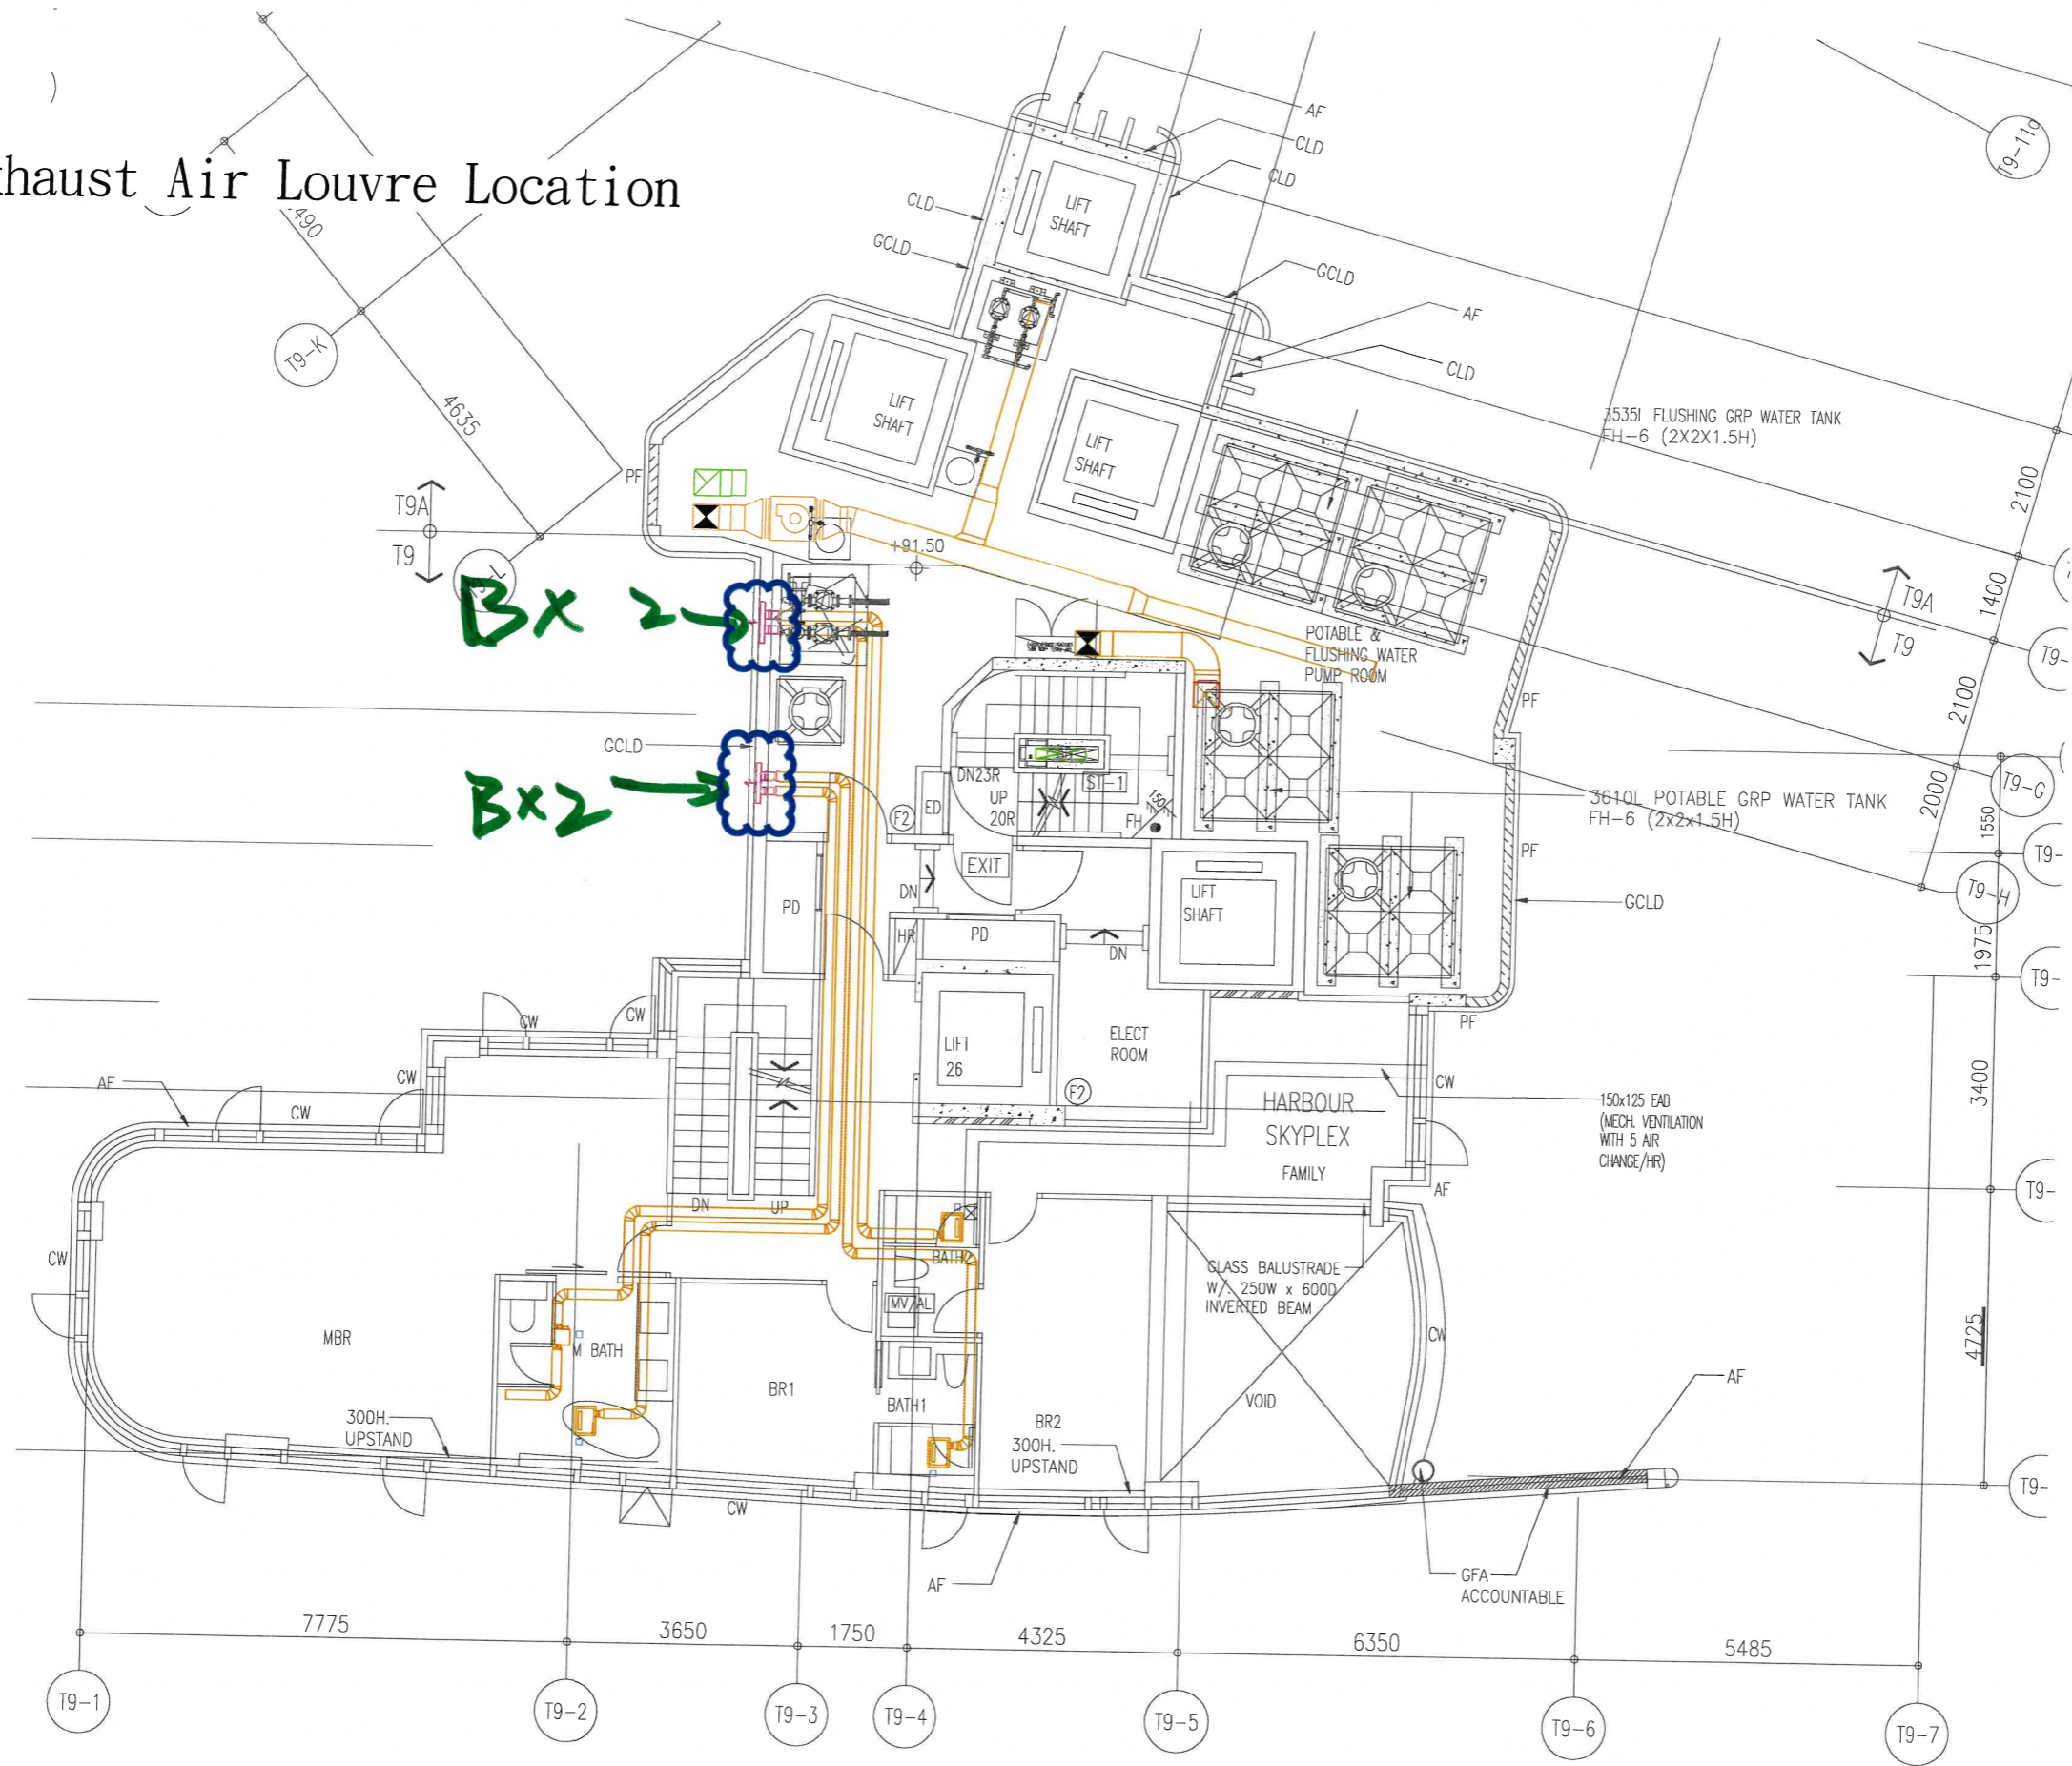 Air Louvre Location
AF
CLD
CLD
CLD
GCLD
LIFT
SHAFT
GCLD
AF
CLD
T9-11a
T9-K
4635
PF
LIFT
SHAFT
LIFT
SHAFT
3535L FLUSHING GRP WATER TANK
FH-6 (2X2X1.5H)
2100
1400
2100
2000
T9A
T9
+91.50
B x 2
POTABLE &
FLUSHING WATER
PUMP ROOM
T9A
T9
PF
GCLD
B x 2
DN23R
UP
20R
ST-1
150
FH
ED
F2
EXIT
DN
3610L POTABLE GRP WATER TANK
FH-6 (2x2x1.5H)
T9-G
1550
T9-H
PF
GCLD
1975
PD
HR
PD
DN
LIFT
SHAFT
PF
CW
GW
LIFT
26
ELECT
ROOM
F2
3400
AF
CW
CW
HARBOUR
SKYPLEX
FAMILY
CW
150x125 EAD
(MECH. VENTILATION
WITH 5 AIR
CHANGE/HR)
AF
DN
UP
CW
BATH2
MV/AL
GLASS BALUSTRADE
W/. 250W x 600D
INVERTED BEAM
CW
4725
MBR
M BATH
BR1
BATH1
BR2
VOID
AF
300H.
UPSTAND
300H.
UPSTAND
CW
AF
GFA
ACCOUNTABLE
7775
3650
1750
4325
6350
5485
T9-1
T9-2
T9-3
T9-4
T9-5
T9-6
T9-7